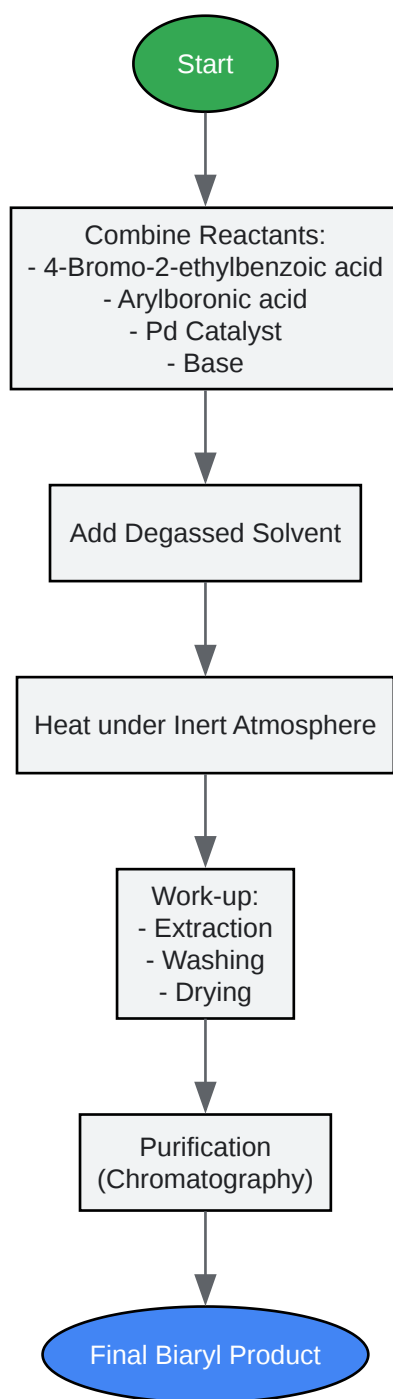 Start
Combine Reactants:
- 4-Bromo-2-ethylbenzoic acid
- Arylboronic acid
- Pd Catalyst
- Base
Add Degassed Solvent
Heat under Inert Atmosphere
Work-up:
- Extraction
- Washing
- Drying
Purification
(Chromatography)
Final Biaryl Product